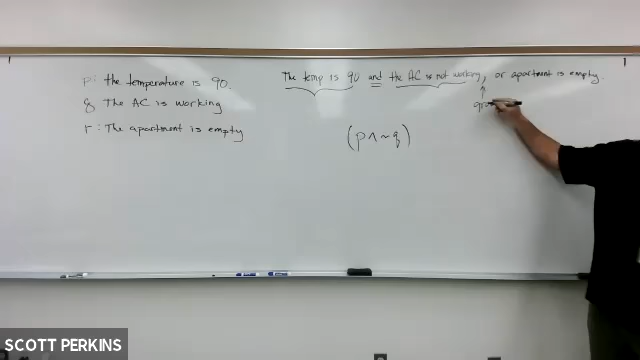 p: the temperature is 90.
q The AC is working
r: The apartment is empty
The temp is 90 and the AC is not working, or apartment is empty.
(p ∧ ~q)
SCOTT PERKINS